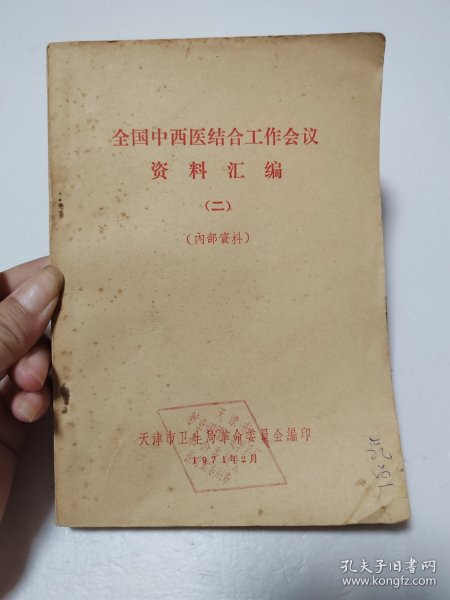 全国中西医结合工作会议
资料汇编
（二）
（内部资料）
天津市卫生局革命委员会编印
1971年2月
孔夫子旧书网
www.kongfz.com